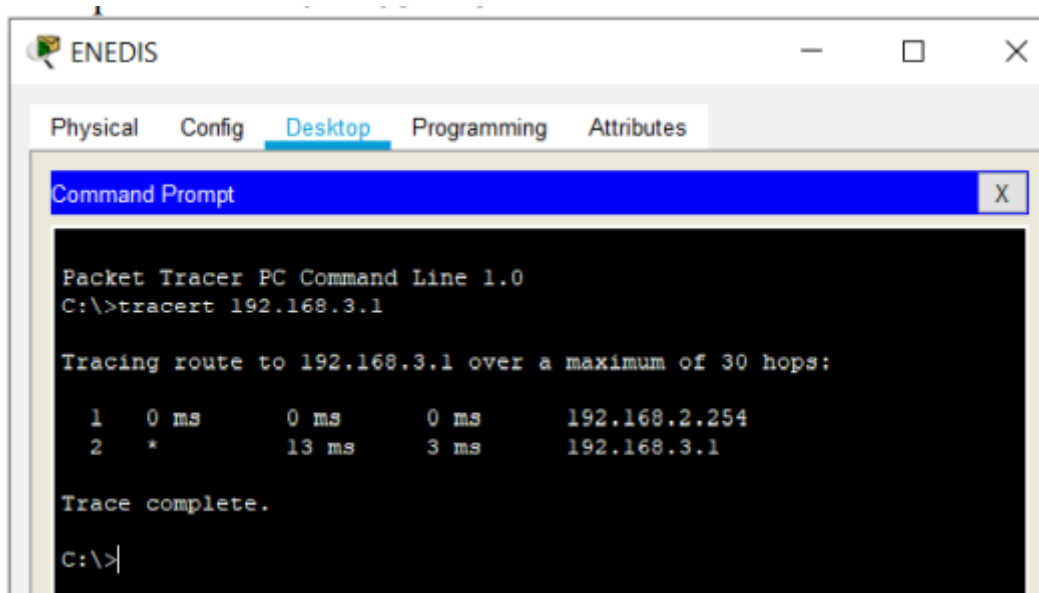 ENEDIS
Physical Config Desktop Programming Attributes
Command Prompt
X
Packet Tracer PC Command Line 1.0
C:\>tracert 192.168.3.1
Tracing route to 192.168.3.1 over a maximum of 30 hops:
1 0 ms 0 ms 0 ms 192.168.2.254
2 * 13 ms 3 ms 192.168.3.1
Trace complete.
C:\>